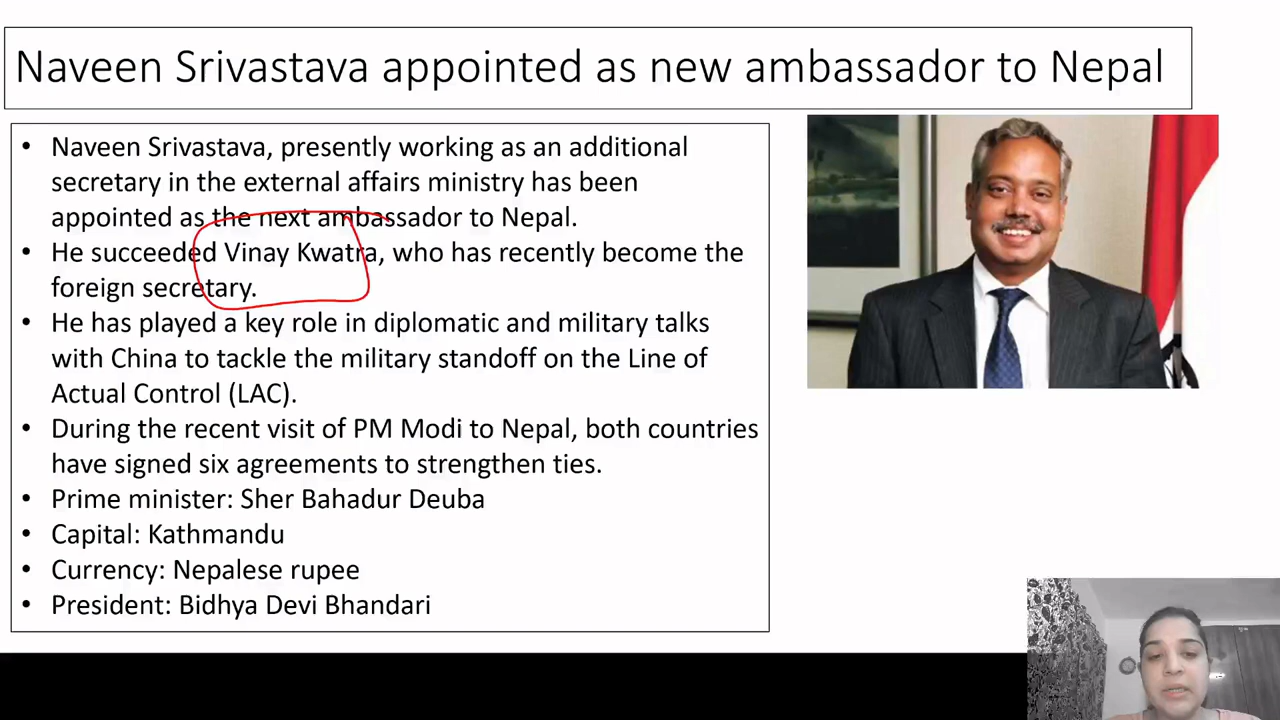 Naveen Srivastava appointed as new ambassador to Nepal
• Naveen Srivastava, presently working as an additional
secretary in the external affairs ministry has been
appointed as the next ambassador to Nepal.
• He succeeded Vinay Kwatra, who has recently become the
foreign secretary.
• He has played a key role in diplomatic and military talks
with China to tackle the military standoff on the Line of
Actual Control (LAC).
• During the recent visit of PM Modi to Nepal, both countries
have signed six agreements to strengthen ties.
• Prime minister: Sher Bahadur Deuba
• Capital: Kathmandu
• Currency: Nepalese rupee
• President: Bidhya Devi Bhandari